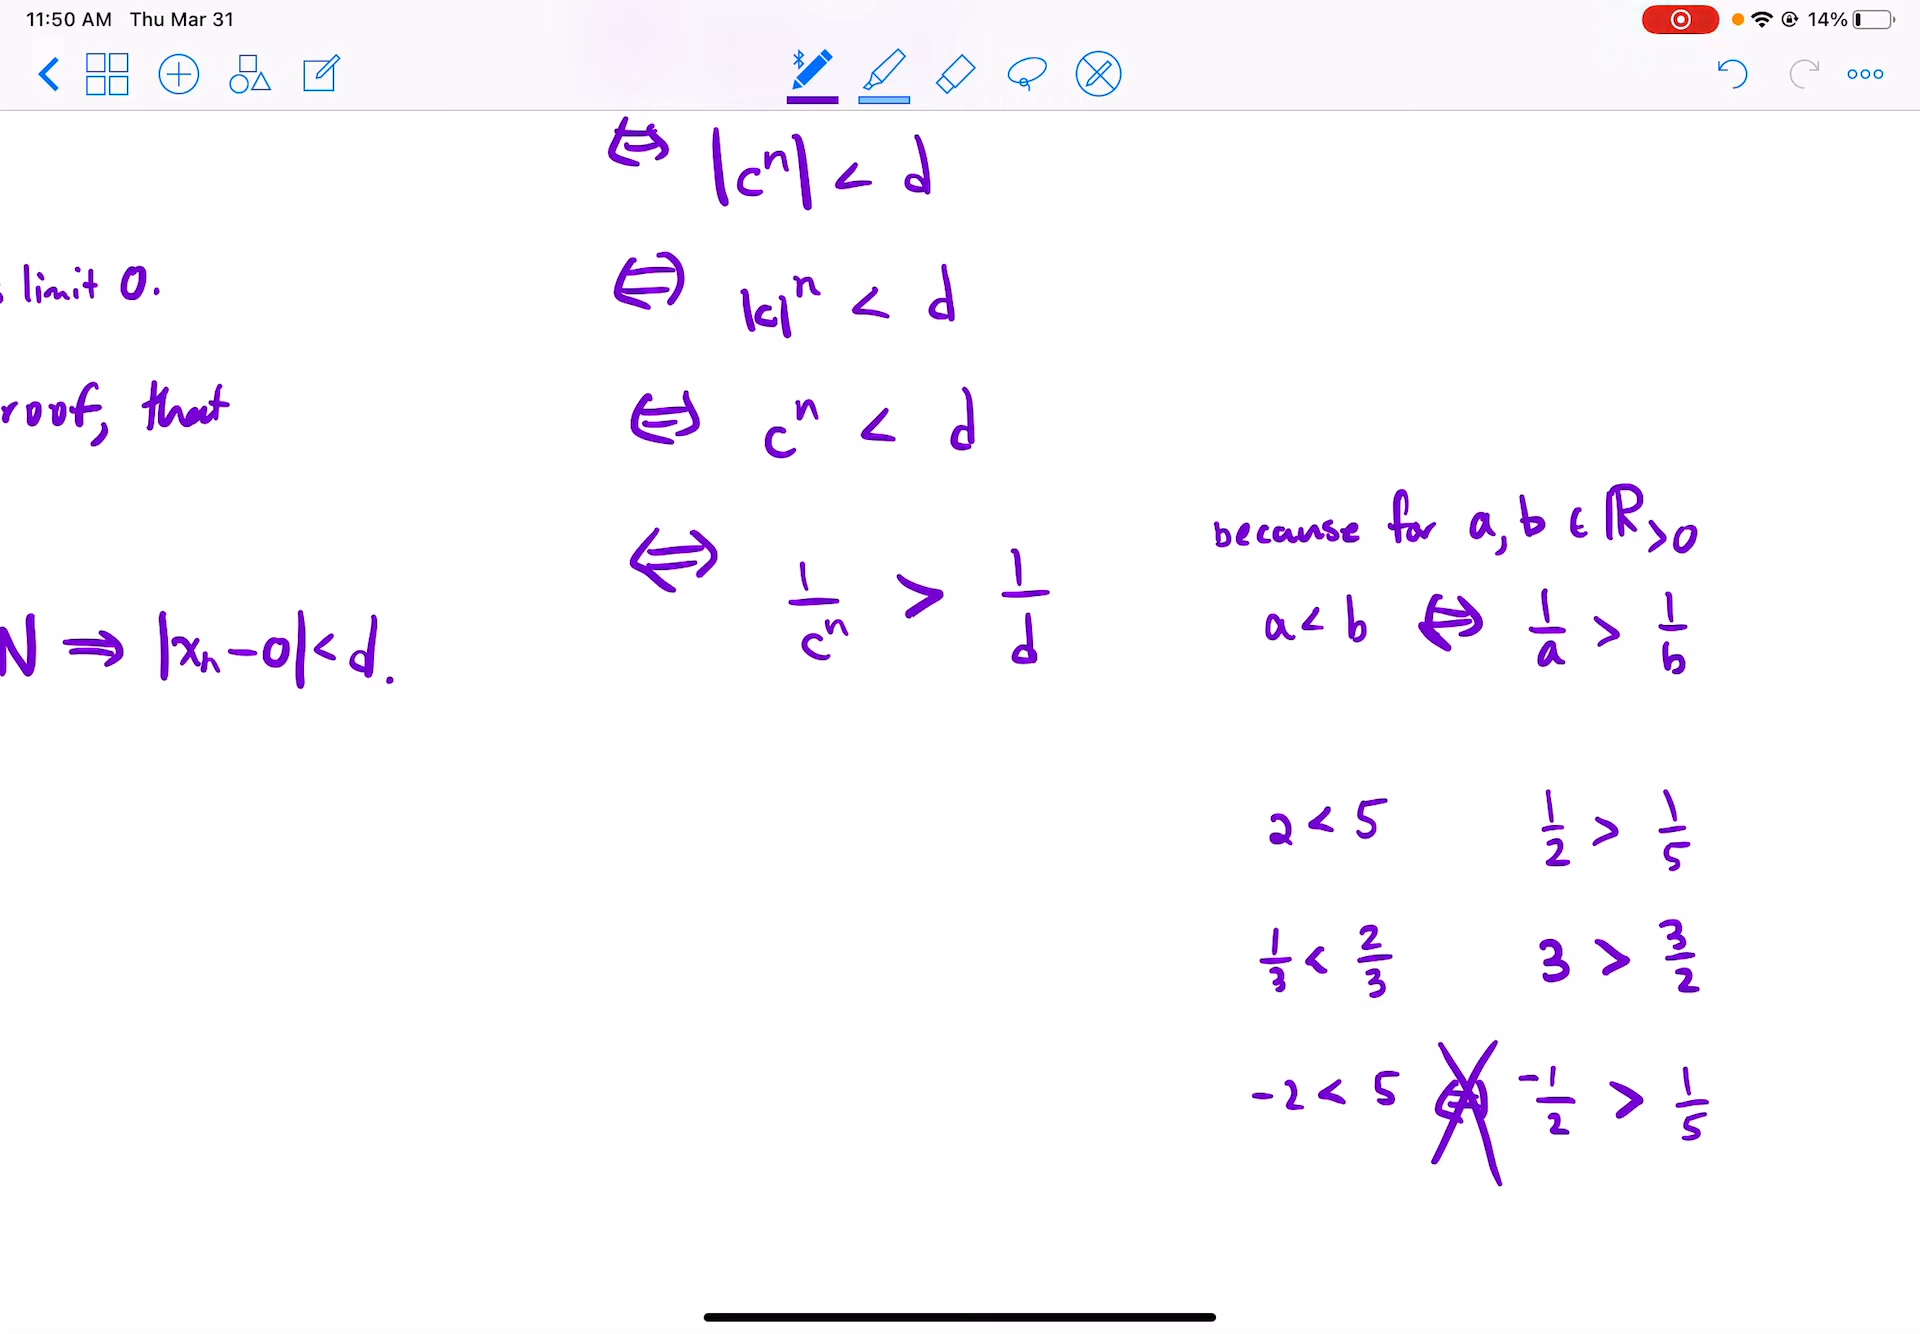 11:50 AM Thu Mar 31
14%
⇔ |cⁿ| < d
limit 0.
⇔ |c|ⁿ < d
that
⇔ cⁿ < d
because for a, b ∈ ℝ>0
⇔ 1/cⁿ > 1/d
a < b ⇔ 1/a > 1/b
N ⇒ |xₙ - 0| < d.
2 < 5 1/2 > 1/5
1/3 < 2/3 3 > 3/2
-2 < 5 ⇔ -1/2 > 1/5